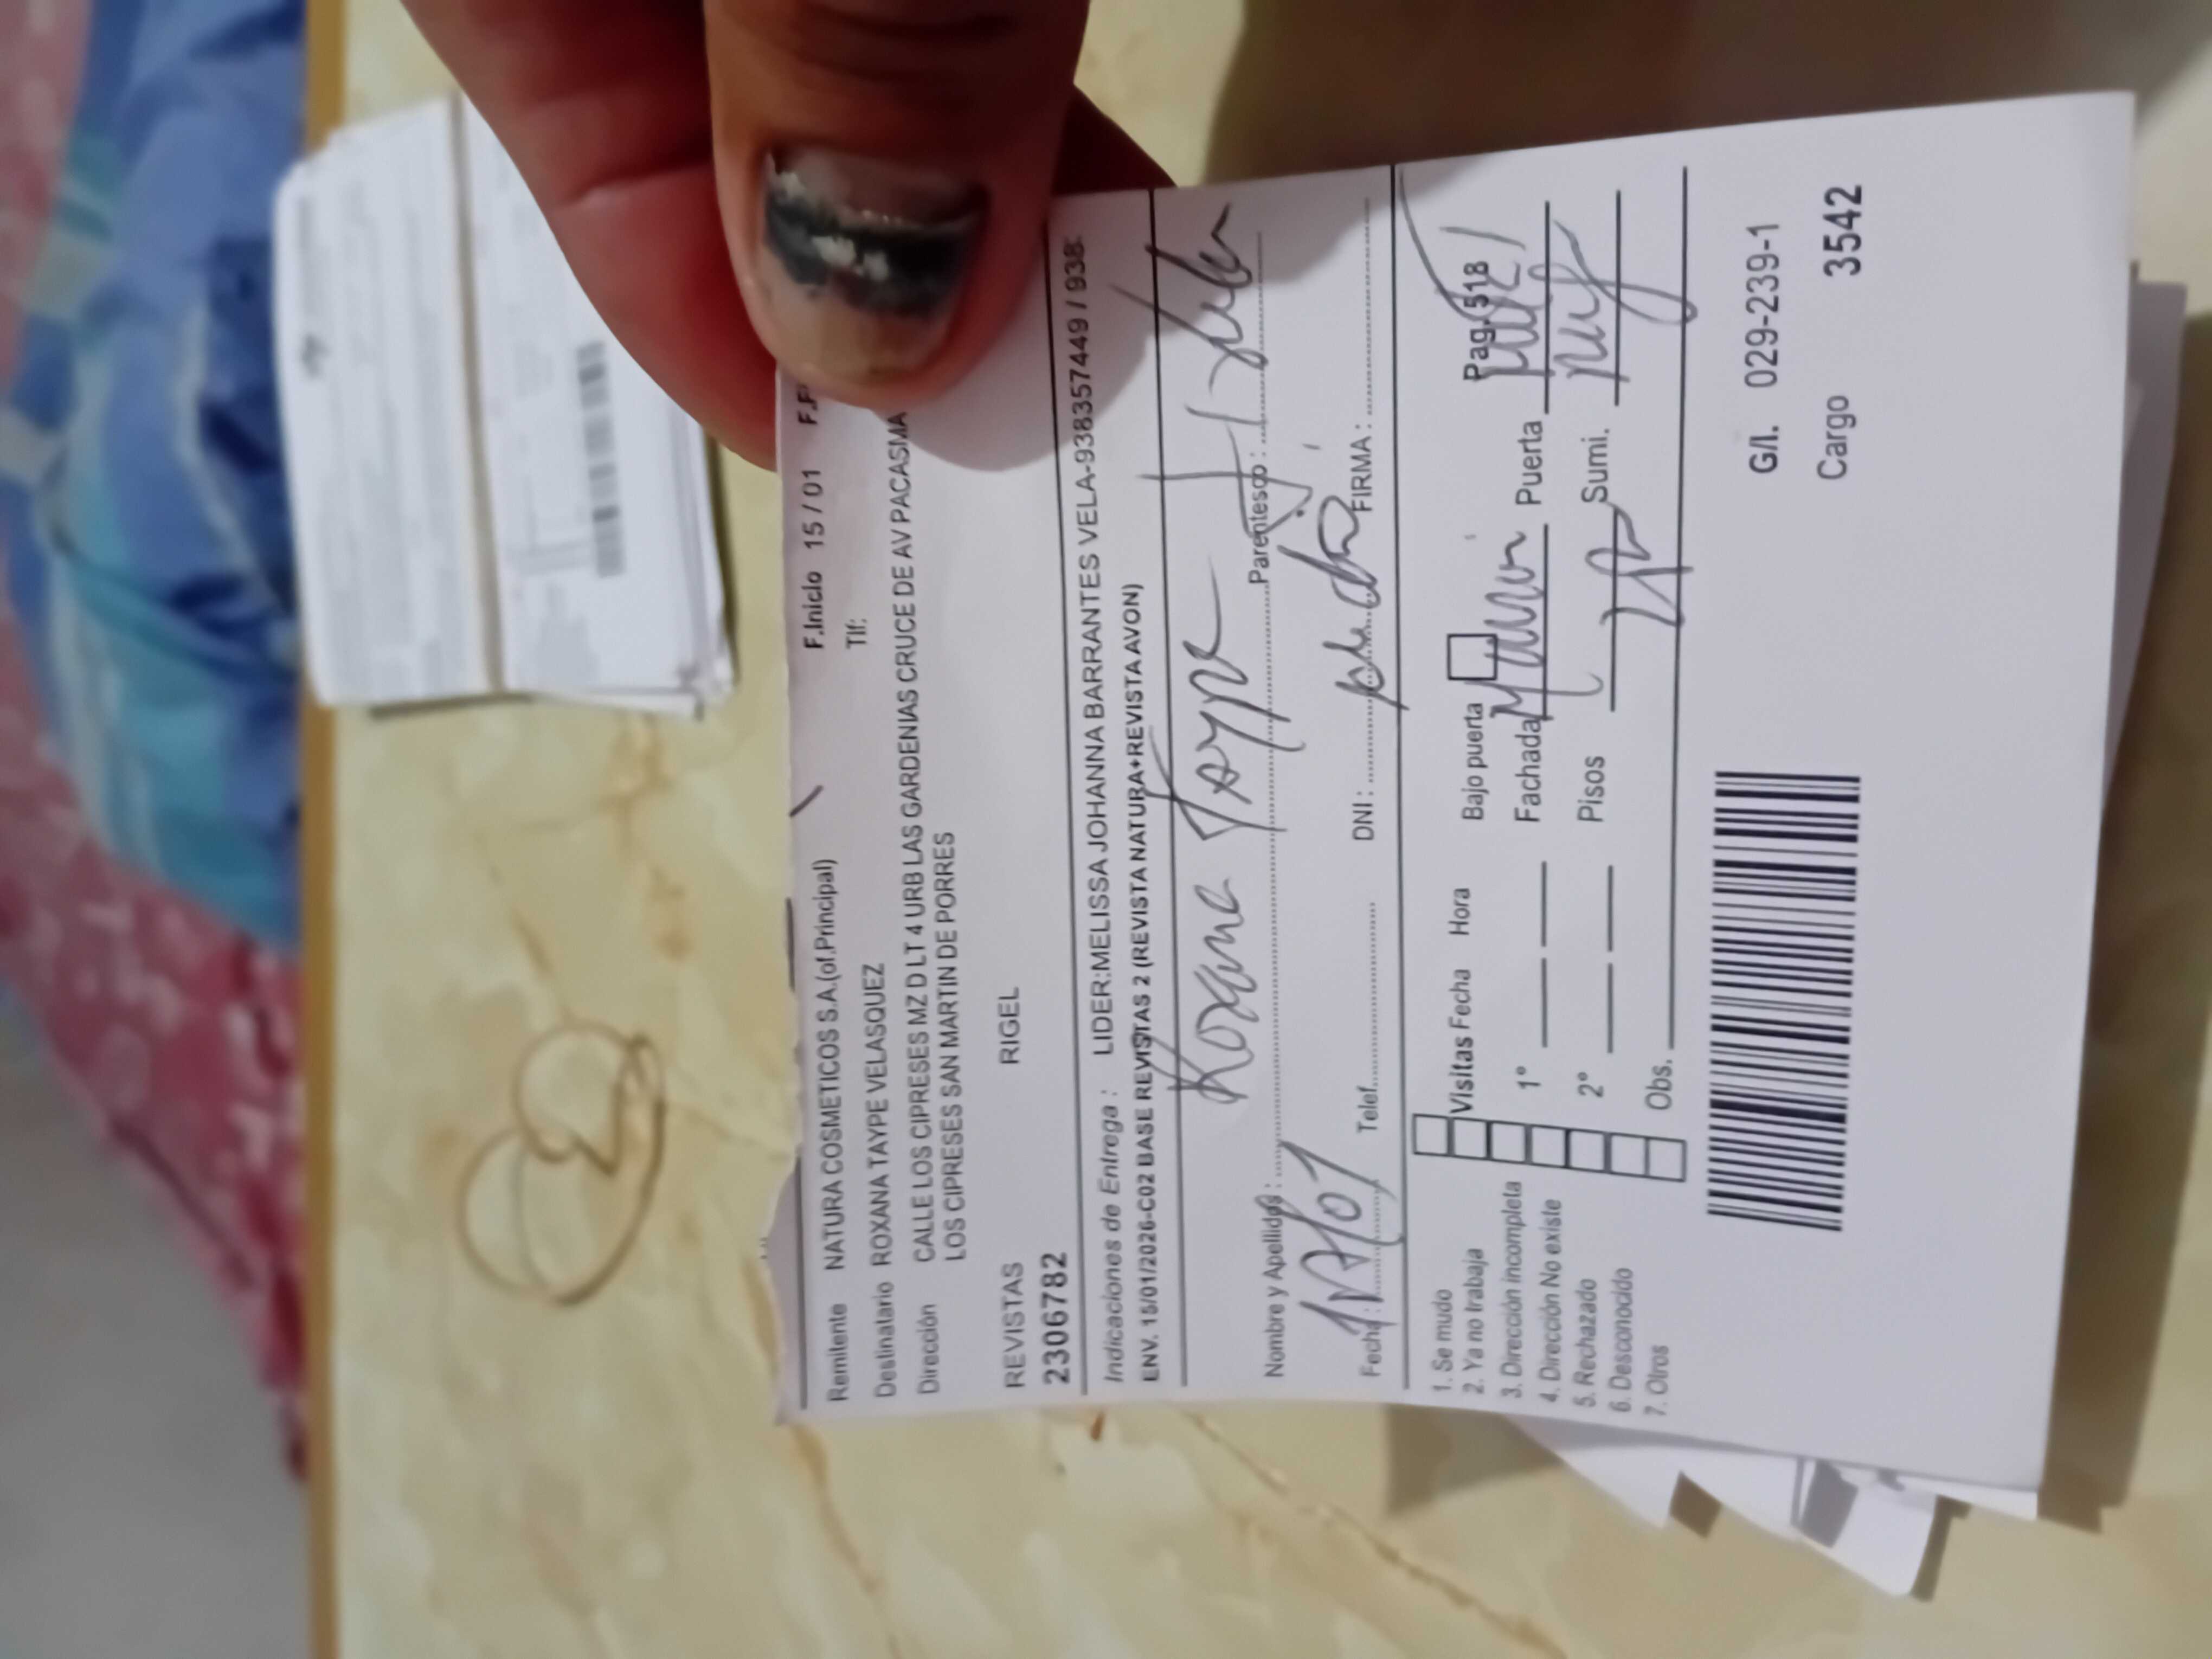 F.Inicio 15 / 01 F.F
Remitente NATURA COSMETICOS S.A.(of.Principal)
Tlf:
Destinatario ROXANA TAYPE VELASQUEZ
Dirección CALLE LOS CIPRESES MZ D LT 4 URB LAS GARDENIAS CRUCE DE AV PACASMA
LOS CIPRESES SAN MARTIN DE PORRES
REVISTAS RIGEL
2306782
Indicaciones de Entrega : LIDER:MELISSA JOHANNA BARRANTES VELA-938357449 / 938:
ENV. 15/01/2026-C02 BASE REVISTAS 2 (REVISTA NATURA+REVISTA AVON)
Roxana Taype
Nombre y Apellidos : Parentesco :
Fecha : Telef. DNI : FIRMA :
1. Se mudo
2. Ya no trabaja
3. Dirección incompleta
4. Dirección No existe
5. Rechazado
6. Desconocido
7. Otros
Visitas Fecha Hora
1°
2°
Obs.
Bajo puerta Pag-518
Fachada Puerta
Pisos Sumi.
G/I. 029-239-1
Cargo 3542